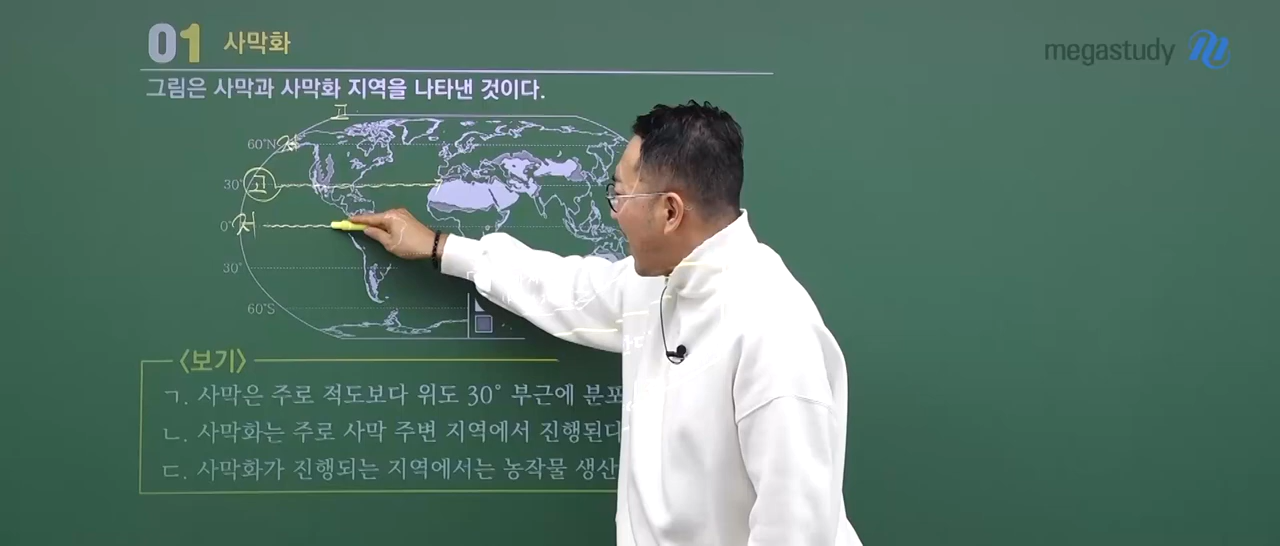 01 사막화
megastudy
그림은 사막과 사막화 지역을 나타낸 것이다.
고
60°N 저
30° 고
0° 저
30°
60°S
<보기>
ㄱ. 사막은 주로 적도보다 위도 30° 부근에 분포
ㄴ. 사막화는 주로 사막 주변 지역에서 진행된다
ㄷ. 사막화가 진행되는 지역에서는 농작물 생산